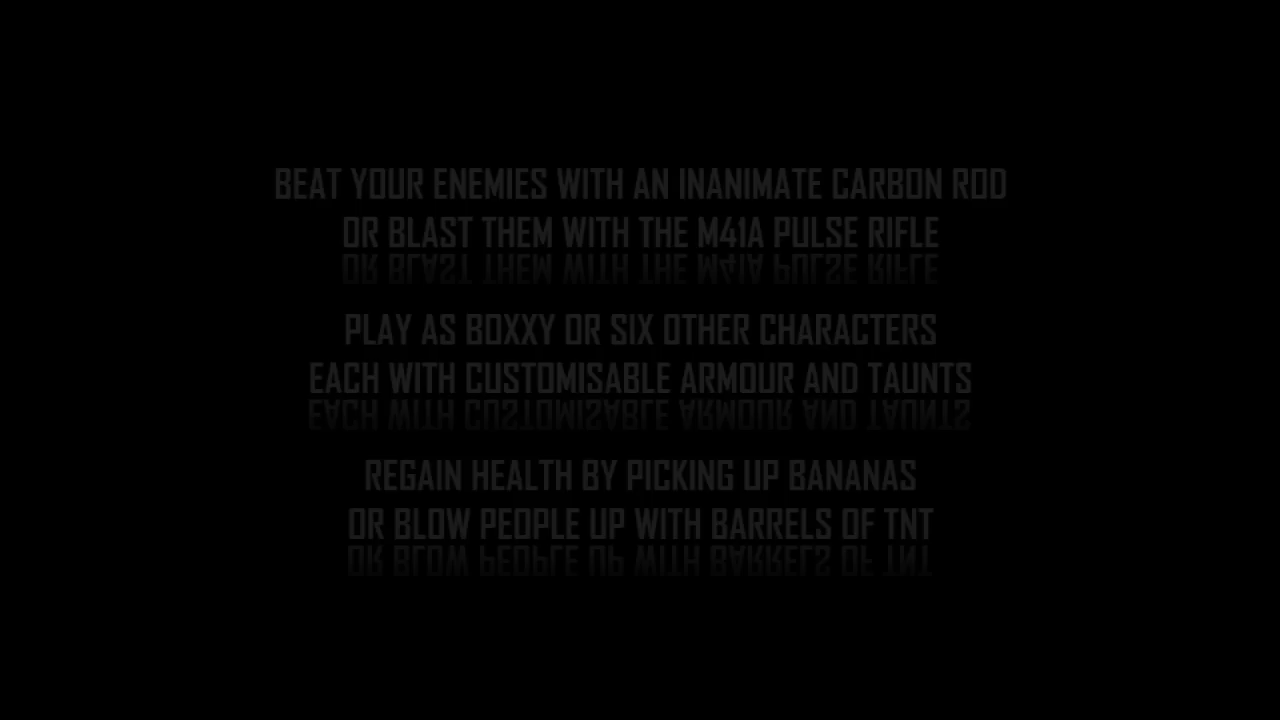 BEAT YOUR ENEMIES WITH AN INANIMATE CARBON ROD
OR BLAST THEM WITH THE M41A PULSE RIFLE
PLAY AS BOXXY OR SIX OTHER CHARACTERS
EACH WITH CUSTOMISABLE ARMOUR AND TAUNTS
REGAIN HEALTH BY PICKING UP BANANAS
OR BLOW PEOPLE UP WITH BARRELS OF TNT